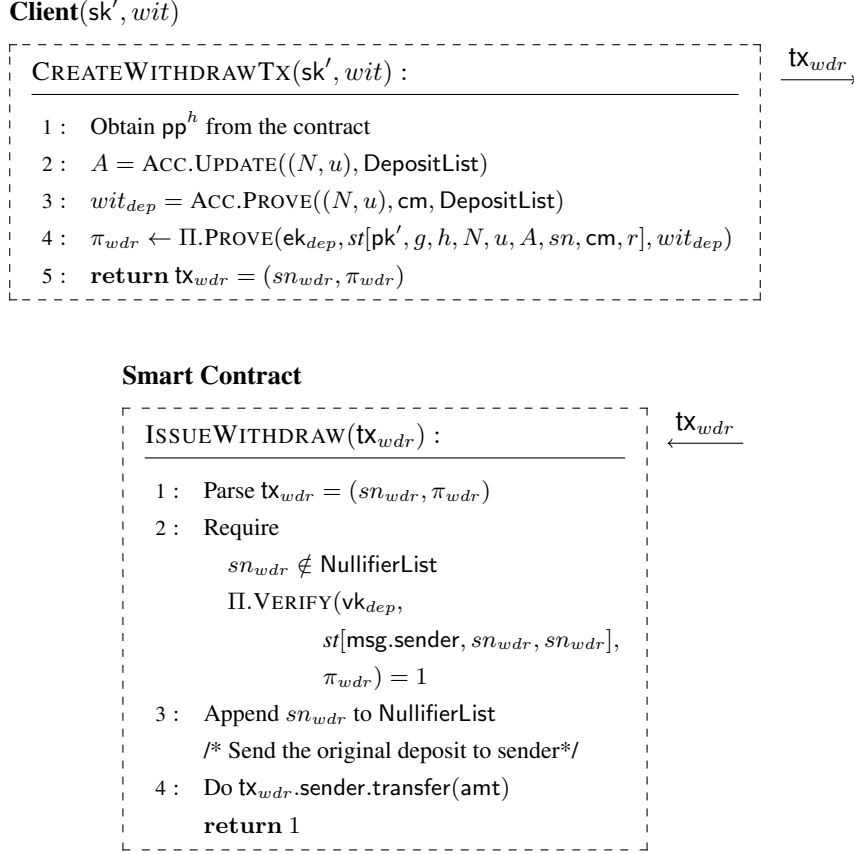 Client(sk′, wit)
CREATEWITHDRAWTX(sk′, wit) :
tx_wdr
1 : Obtain pp^h from the contract
2 : A = ACC.UPDATE((N, u), DepositList)
3 : wit_dep = ACC.PROVE((N, u), cm, DepositList)
4 : π_wdr ← Π.PROVE(ek_dep, st[pk′, g, h, N, u, A, sn, cm, r], wit_dep)
5 : return tx_wdr = (sn_wdr, π_wdr)
Smart Contract
ISSUEWITHDRAW(tx_wdr) :
tx_wdr
1 : Parse tx_wdr = (sn_wdr, π_wdr)
2 : Require
sn_wdr ∉ NullifierList
Π.VERIFY(vk_dep,
st[msg.sender, sn_wdr, sn_wdr],
π_wdr) = 1
3 : Append sn_wdr to NullifierList
/* Send the original deposit to sender*/
4 : Do tx_wdr.sender.transfer(amt)
return 1